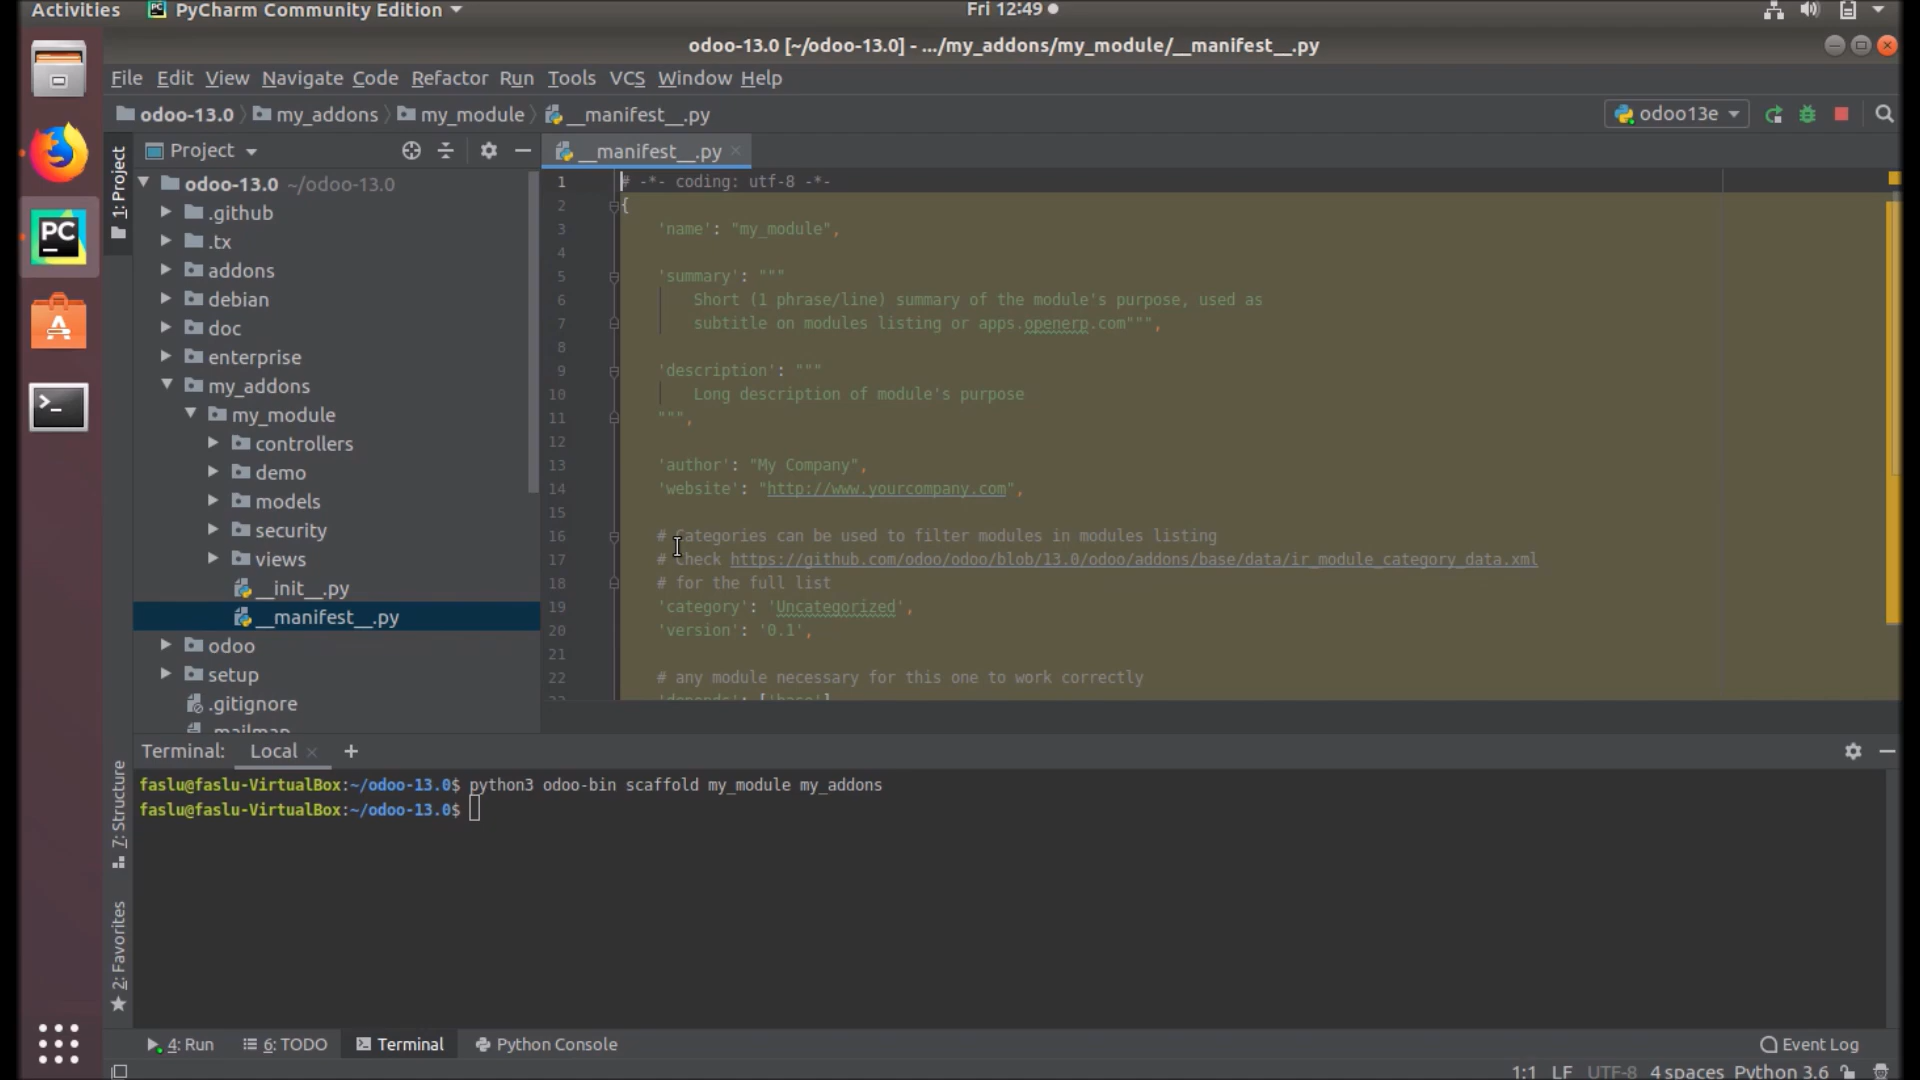 Activities PyCharm Community Edition Fri 12:49
odoo-13.0 [~/odoo-13.0] - .../my_addons/my_module/__manifest__.py
File Edit View Navigate Code Refactor Run Tools VCS Window Help
odoo-13.0 my_addons my_module __manifest__.py odoo13e
1: Project
Project
odoo-13.0 ~/odoo-13.0
.github
.tx
addons
debian
doc
enterprise
my_addons
my_module
controllers
demo
models
security
views
__init__.py
__manifest__.py
odoo
setup
.gitignore
.mailmap
__manifest__.py
1 # -*- coding: utf-8 -*-
2 {
3 'name': "my_module",
4
5 'summary': """
6 Short (1 phrase/line) summary of the module's purpose, used as
7 subtitle on modules listing or apps.openerp.com""",
8
9 'description': """
10 Long description of module's purpose
11 """,
12
13 'author': "My Company",
14 'website': "http://www.yourcompany.com",
15
16 # Categories can be used to filter modules in modules listing
17 # Check https://github.com/odoo/odoo/blob/13.0/odoo/addons/base/data/ir_module_category_data.xml
18 # for the full list
19 'category': 'Uncategorized',
20 'version': '0.1',
21
22 # any module necessary for this one to work correctly
23 'depends': ['base'],
Terminal: Local +
faslu@faslu-VirtualBox:~/odoo-13.0$ python3 odoo-bin scaffold my_module my_addons
faslu@faslu-VirtualBox:~/odoo-13.0$
7: Structure
2: Favorites
4: Run 6: TODO Terminal Python Console Event Log
1:1 LF UTF-8 4 spaces Python 3.6